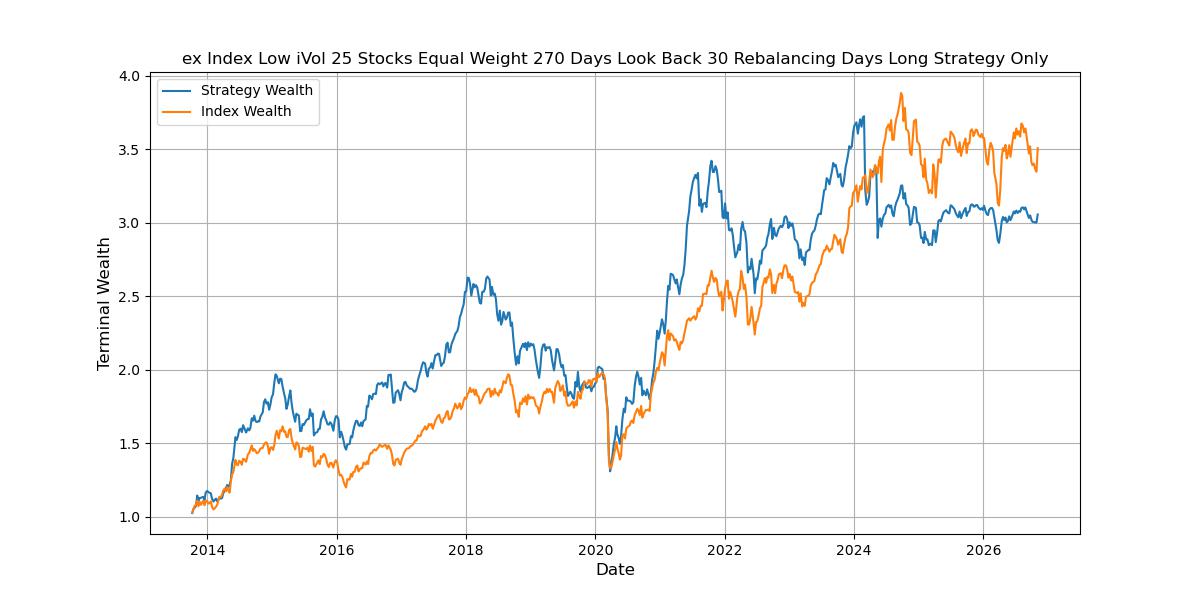 ex Index Low iVol 25 Stocks Equal Weight 270 Days Look Back 30 Rebalancing Days Long Strategy Only
Strategy Wealth
Index Wealth
Terminal Wealth
4.0
3.5
3.0
2.5
2.0
1.5
1.0
2014 2016 2018 2020 2022 2024 2026
Date